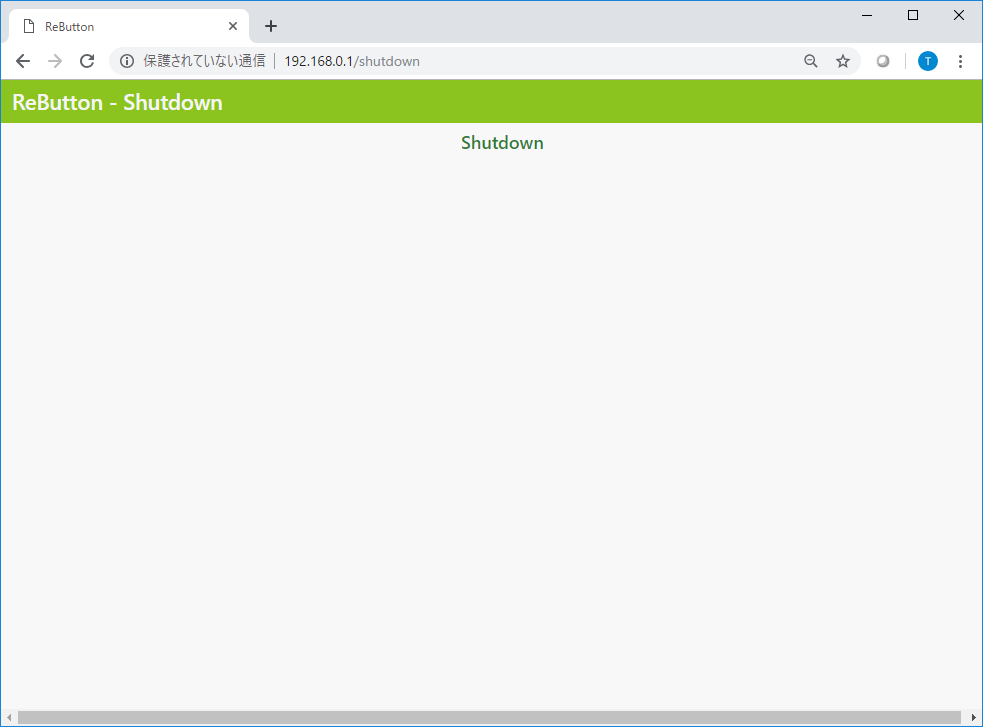 ReButton
保護されていない通信 192.168.0.1/shutdown
T
ReButton - Shutdown
Shutdown